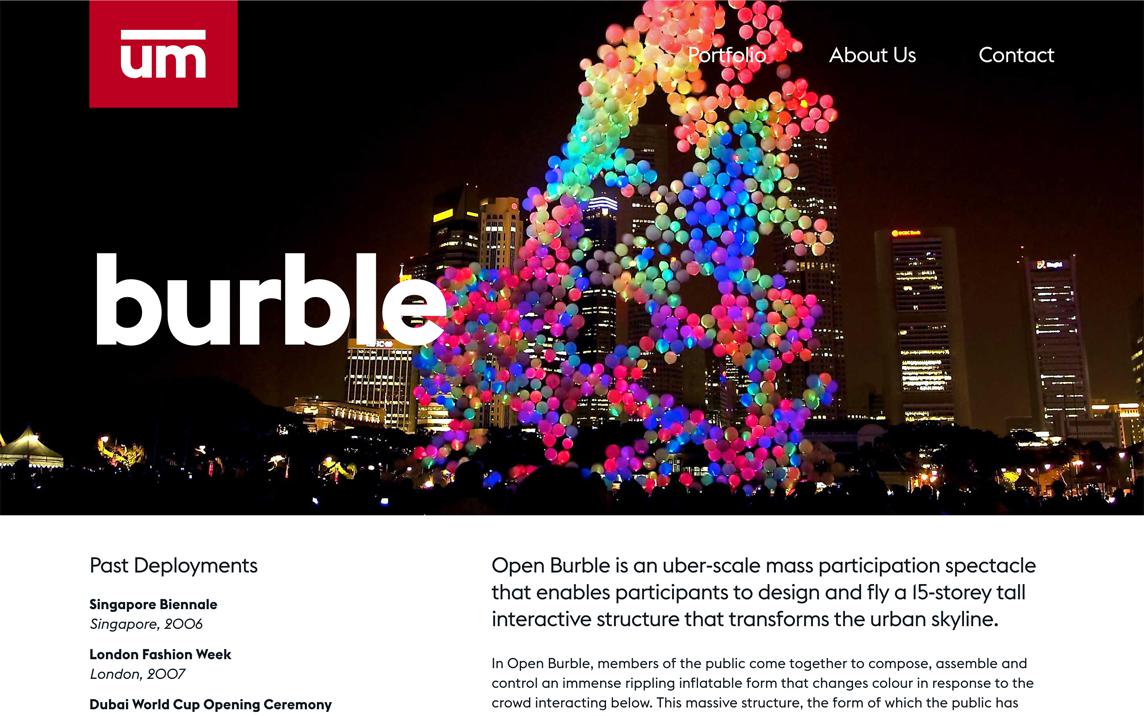 um
Portfolio
About Us
Contact
burble
Past Deployments
Singapore Biennale
Singapore, 2006
London Fashion Week
London, 2007
Dubai World Cup Opening Ceremony
Open Burble is an uber-scale mass participation spectacle
that enables participants to design and fly a 15-storey tall
interactive structure that transforms the urban skyline.
In Open Burble, members of the public come together to compose, assemble and
control an immense rippling inflatable form that changes colour in response to the
crowd interacting below. This massive structure, the form of which the public has